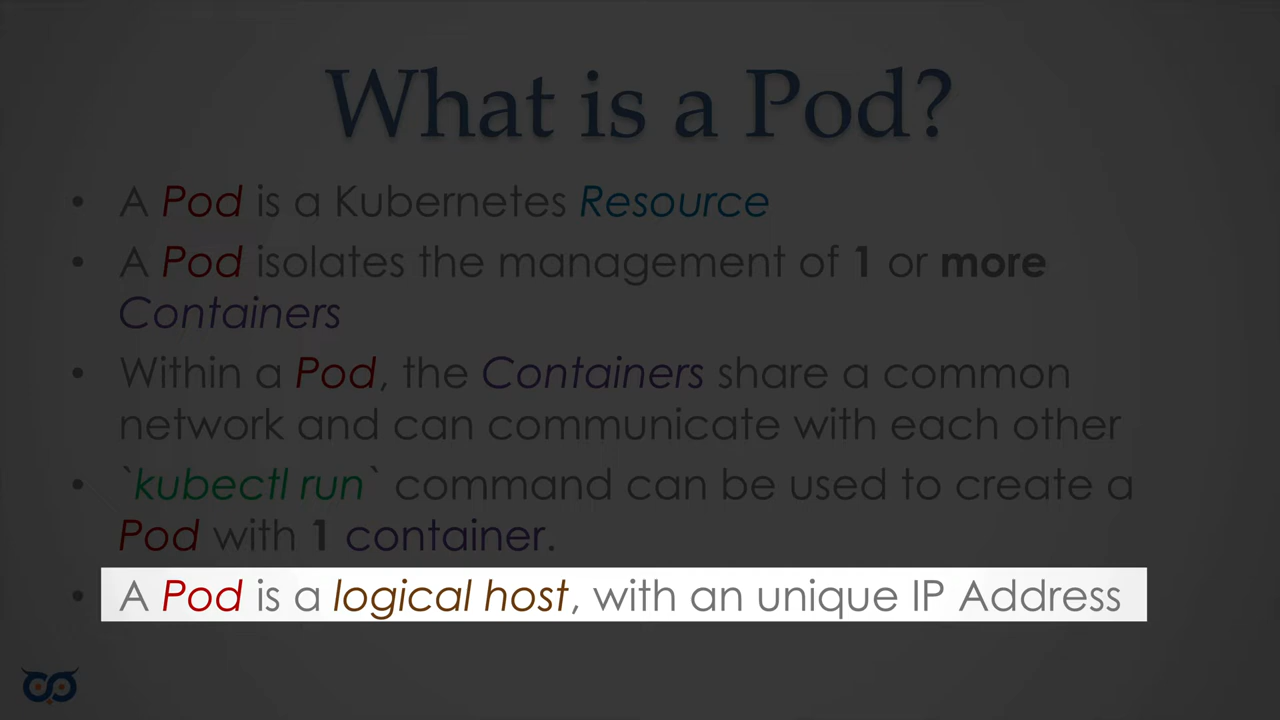 What is a Pod?
• A Pod is a Kubernetes Resource
• A Pod isolates the management of 1 or more
Containers
• Within a Pod, the Containers share a common
network and can communicate with each other
• `kubectl run` command can be used to create a
Pod with 1 container.
• A Pod is a logical host, with an unique IP Address